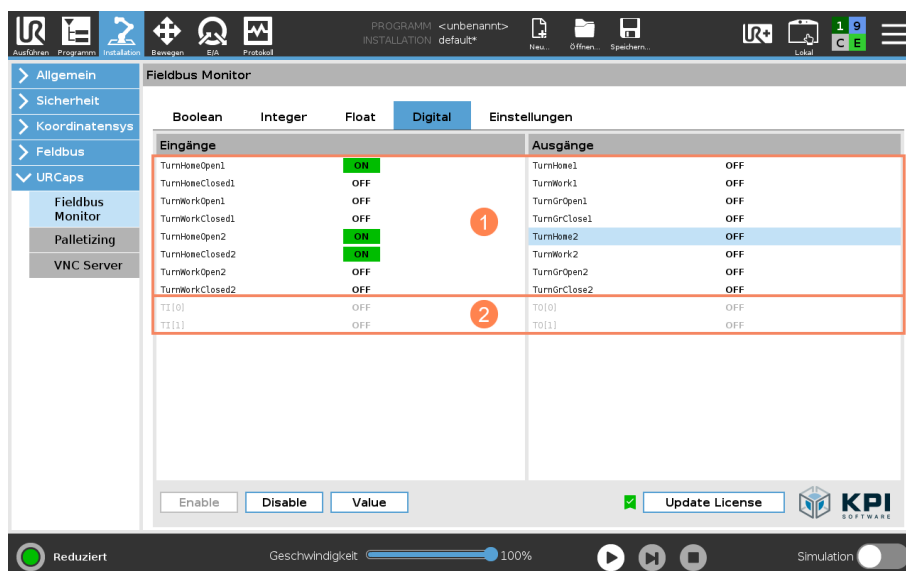 PROGRAMM <unbenannt>
INSTALLATION default*
Ausführen Programm Installation Bewegen E/A Protokoll Neu... Öffnen... Speichern... UR+ Lokal 1 9 C E
Allgemein
Sicherheit
Koordinatensys
Feldbus
URCaps
Fieldbus
Monitor
Palletizing
VNC Server
Fieldbus Monitor
Boolean Integer Float Digital Einstellungen
Eingänge Ausgänge
TurnHomeOpen1 ON TurnHome1 OFF
TurnHomeClosed1 OFF TurnWork1 OFF
TurnWorkOpen1 OFF TurnGrOpen1 OFF
TurnWorkClosed1 OFF TurnGrClose1 OFF
1
TurnHomeOpen2 ON TurnHome2 OFF
TurnHomeClosed2 ON TurnWork2 OFF
TurnWorkOpen2 OFF TurnGrOpen2 OFF
TurnWorkClosed2 OFF TurnGrClose2 OFF
TI[0] OFF TO[0] OFF
2
TI[1] OFF TO[1] OFF
Enable Disable Value Update License KPI
SOFTWARE
Reduziert Geschwindigkeit 100% Simulation